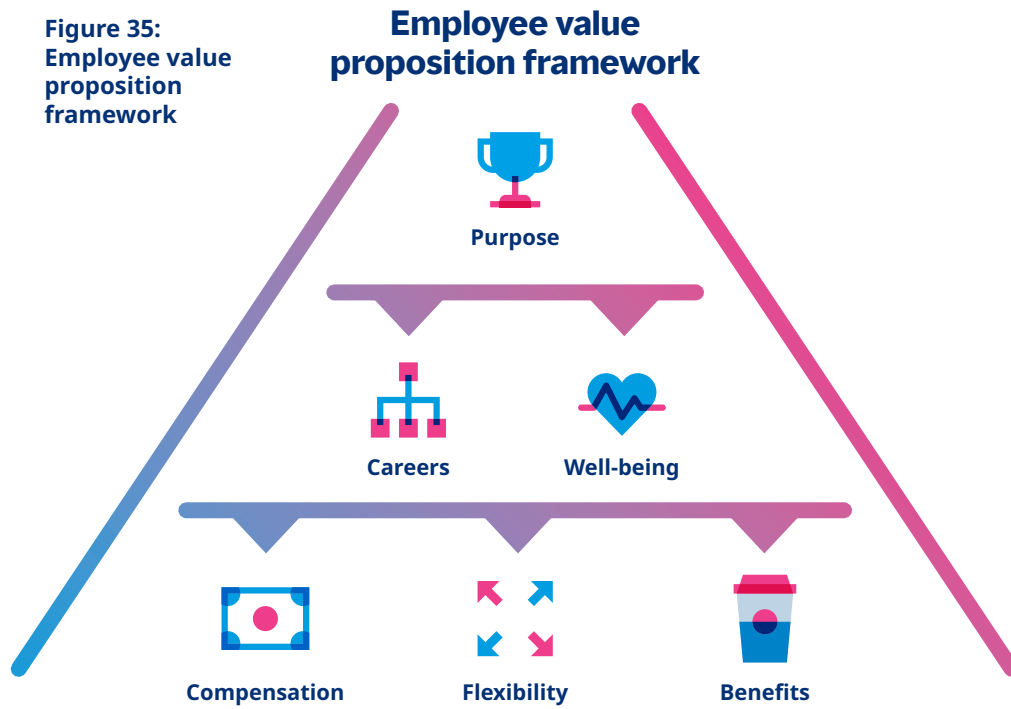 Figure 35:
Employee value
proposition
framework
Employee value
proposition framework
Purpose
Careers
Well-being
Compensation
Flexibility
Benefits